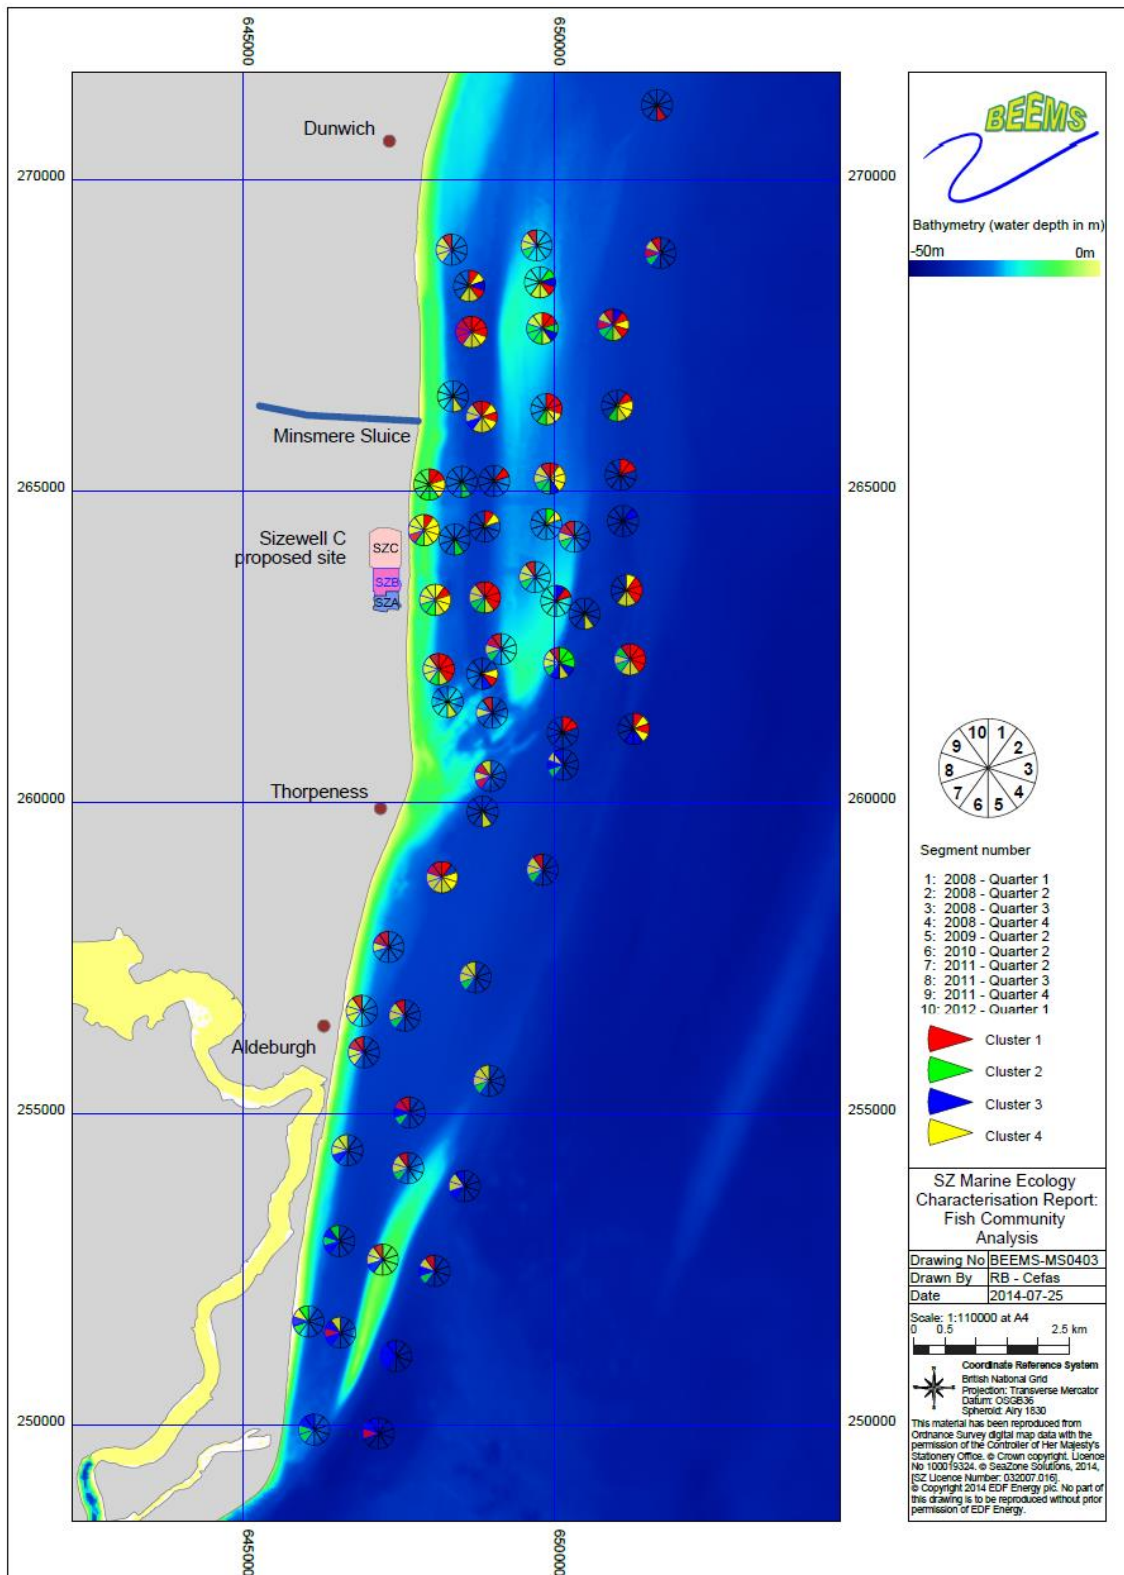 645000
650000
Dunwich
270000
270000
Minsmere Sluice
265000
265000
Sizewell C
proposed site
SZC
SZB
SZA
Thorpeness
260000
260000
Aldeburgh
255000
255000
250000
250000
645000
650000
BEEMS
Bathymetry (water depth in m)
-50m 0m
10 1
9 2
8 3
7 4
6 5
Segment number
1: 2008 - Quarter 1
2: 2008 - Quarter 2
3: 2008 - Quarter 3
4: 2008 - Quarter 4
5: 2009 - Quarter 2
6: 2010 - Quarter 2
7: 2011 - Quarter 2
8: 2011 - Quarter 3
9: 2011 - Quarter 4
10: 2012 - Quarter 1
Cluster 1
Cluster 2
Cluster 3
Cluster 4
SZ Marine Ecology
Characterisation Report:
Fish Community
Analysis
Drawing No BEEMS-MS0403
Drawn By RB - Cefas
Date 2014-07-25
Scale: 1:110000 at A4
0 0.5 2.5 km
Coordinate Reference System
British National Grid
Projection: Transverse Mercator
Datum: OSGB36
Spheroid: Airy 1830
This material has been reproduced from
Ordnance Survey digital map data with the
permission of the Controller of Her Majesty's
Stationery Office. © Crown copyright. Licence
No 100019324. © SeaZone Solutions, 2014,
[SZ Licence Number: 032007.016].
© Copyright 2014 EDF Energy plc. No part of
this drawing is to be reproduced without prior
permission of EDF Energy.